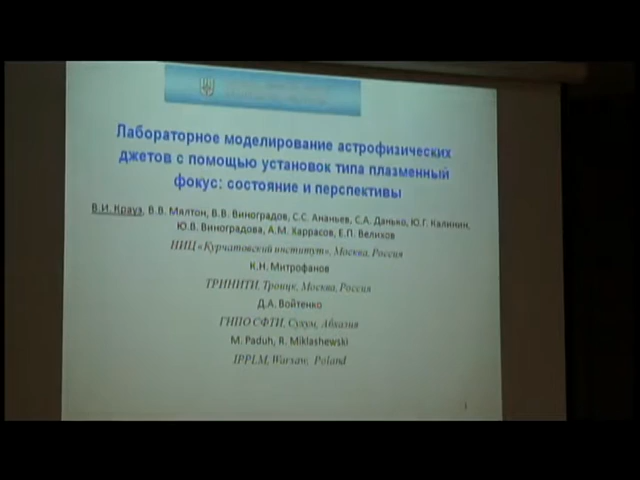 Лабораторное моделирование астрофизических
джетов с помощью установок типа плазменный
фокус: состояние и перспективы
В.И. Крауз, В.В. Мялтон, В.В. Виноградов, С.С. Ананьев, С.А. Данько, Ю.Г. Калинин,
Ю.В. Виноградова, А.М. Харрасов, Е.П. Велихов
НИЦ «Курчатовский институт», Москва, Россия
К.Н. Митрофанов
ТРИНИТИ, Троицк, Москва, Россия
Д.А. Войтенко
ГНПО СФТИ, Сухум, Абхазия
M. Paduh, R. Miklashewski
IPPLM, Warsaw, Poland
1